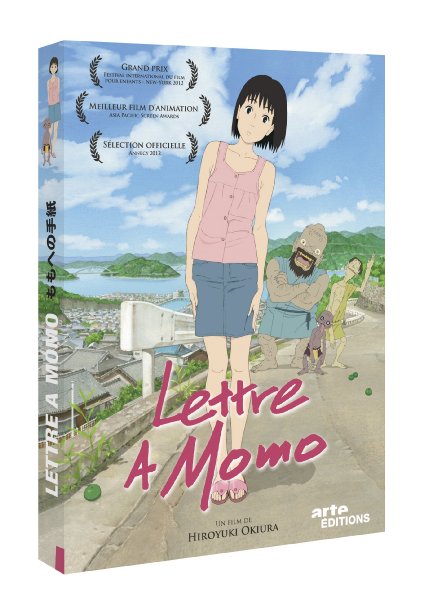 GRAND PRIX
FESTIVAL INTERNATIONAL DU FILM
POUR ENFANTS - NEW-YORK 2012
MEILLEUR FILM D'ANIMATION
ASIA PACIFIC SCREEN AWARDS
SÉLECTION OFFICIELLE
ANNECY 2012
LETTRE A MOMO ももへの手紙
Lettre
A Momo
UN FILM DE
HIROYUKI OKIURA
arte
ÉDITIONS